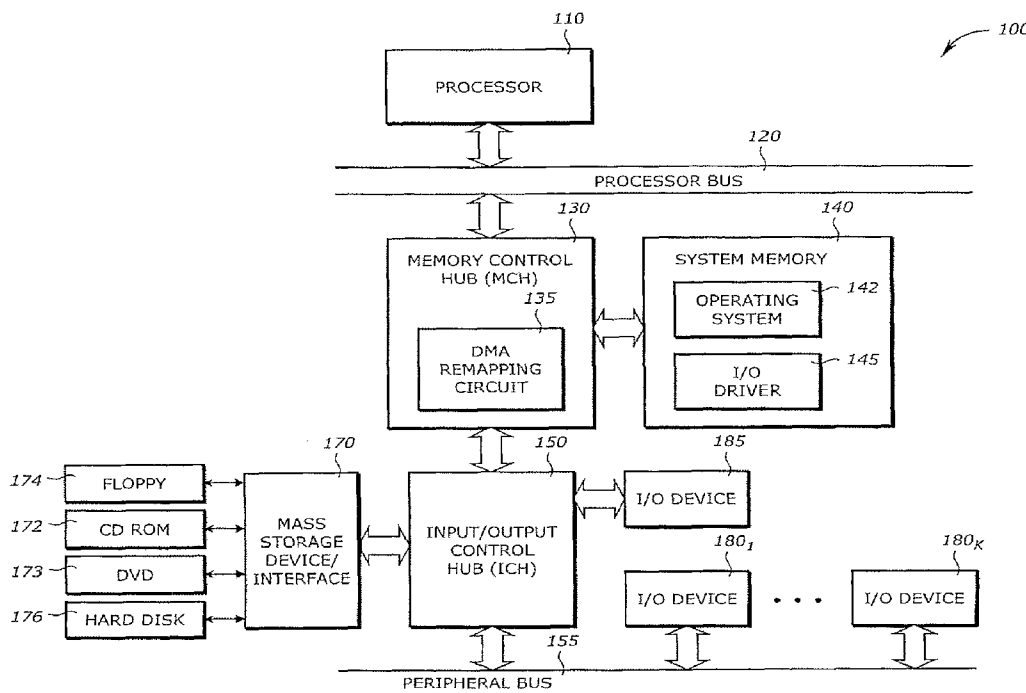 110
100
PROCESSOR
120
PROCESSOR BUS
130
140
MEMORY CONTROL
HUB (MCH)
135
DMA
REMAPPING
CIRCUIT
SYSTEM MEMORY
142
OPERATING
SYSTEM
145
I/O
DRIVER
170
150
185
174
FLOPPY
172
CD ROM
173
DVD
176
HARD DISK
MASS
STORAGE
DEVICE/
INTERFACE
INPUT/OUTPUT
CONTROL
HUB (ICH)
I/O DEVICE
180₁
I/O DEVICE
• • •
180K
I/O DEVICE
155
PERIPHERAL BUS